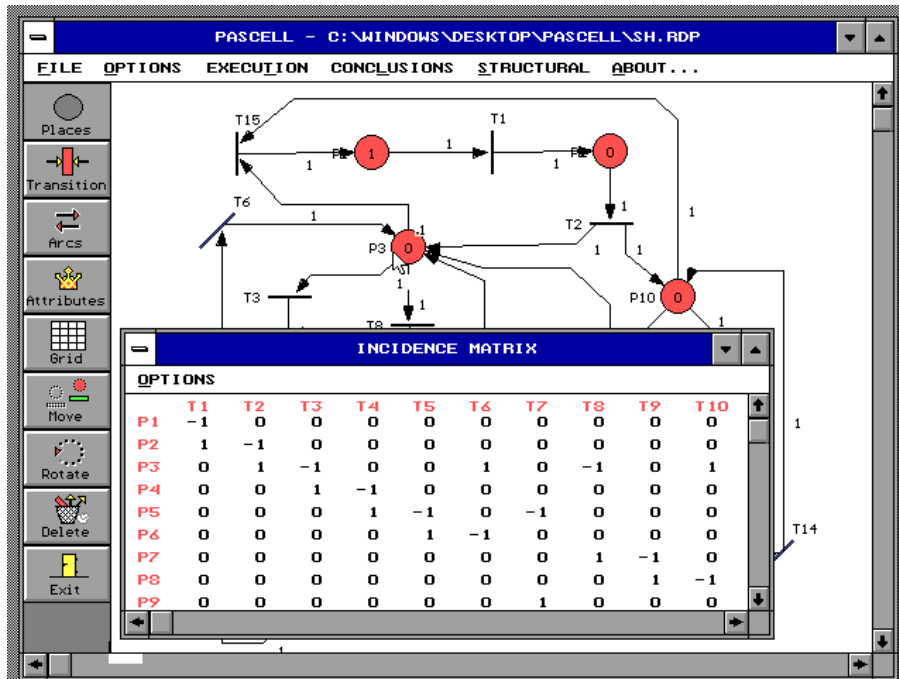 PASCELL - C:\WINDOWS\DESKTOP\PASCELL\SH.RDP
FILE OPTIONS EXECUTION CONCLUSIONS STRUCTURAL ABOUT...
Places
Transition
Arcs
Attributes
Grid
Move
Rotate
Delete
Exit
T15
T1
1
1
1
1
0
T6
1
1
T2
1
1
P3
0
1
1
1
T3
1
1
P10
0
T8
1
1
T14
1
INCIDENCE MATRIX
OPTIONS
T1 T2 T3 T4 T5 T6 T7 T8 T9 T10
P1 -1 0 0 0 0 0 0 0 0 0
P2 1 -1 0 0 0 0 0 0 0 0
P3 0 1 -1 0 0 1 0 -1 0 1
P4 0 0 1 -1 0 0 0 0 0 0
P5 0 0 0 1 -1 0 -1 0 0 0
P6 0 0 0 0 1 -1 0 0 0 0
P7 0 0 0 0 0 0 0 1 -1 0
P8 0 0 0 0 0 0 0 0 1 -1
P9 0 0 0 0 0 0 1 0 0 0